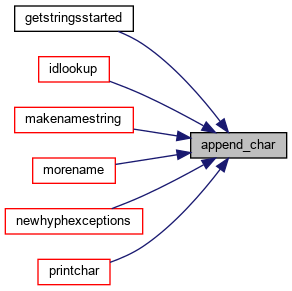 getstringsstarted
idlookup
makenamestring
append_char
morename
newhyphexceptions
printchar